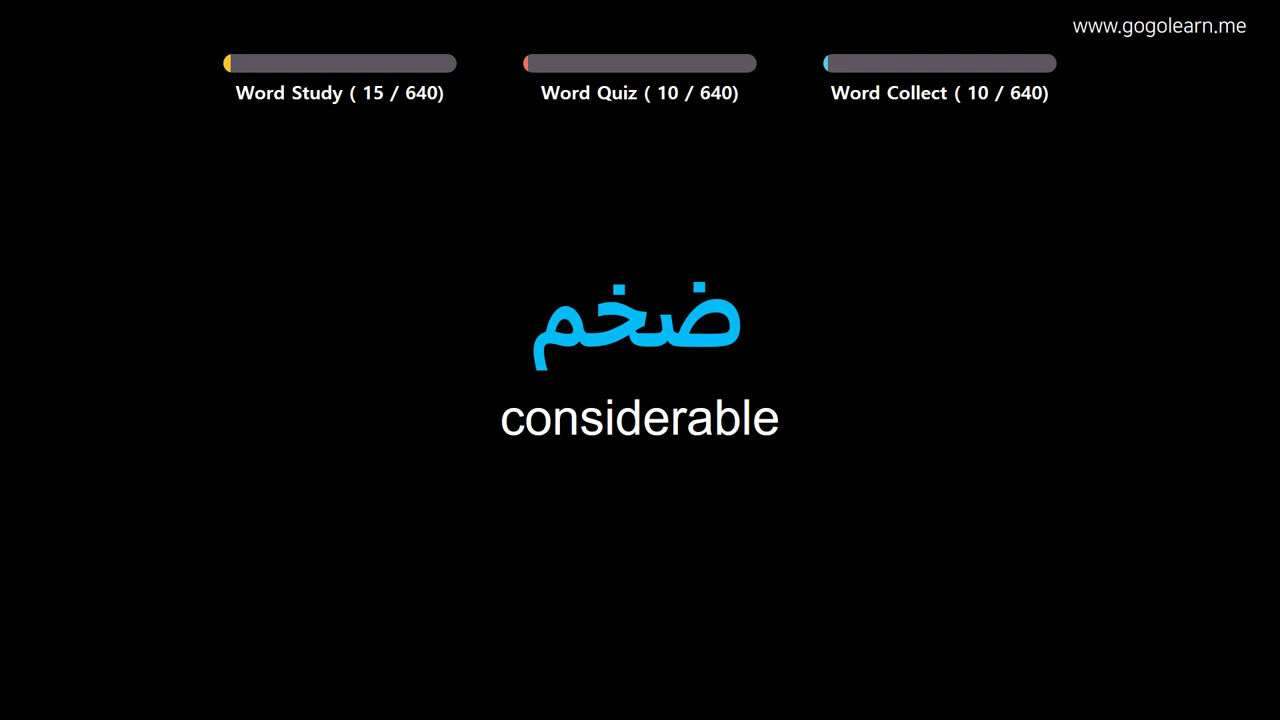 www.gogolearn.me
Word Study ( 15 / 640)
Word Quiz ( 10 / 640)
Word Collect ( 10 / 640)
ضخم
considerable